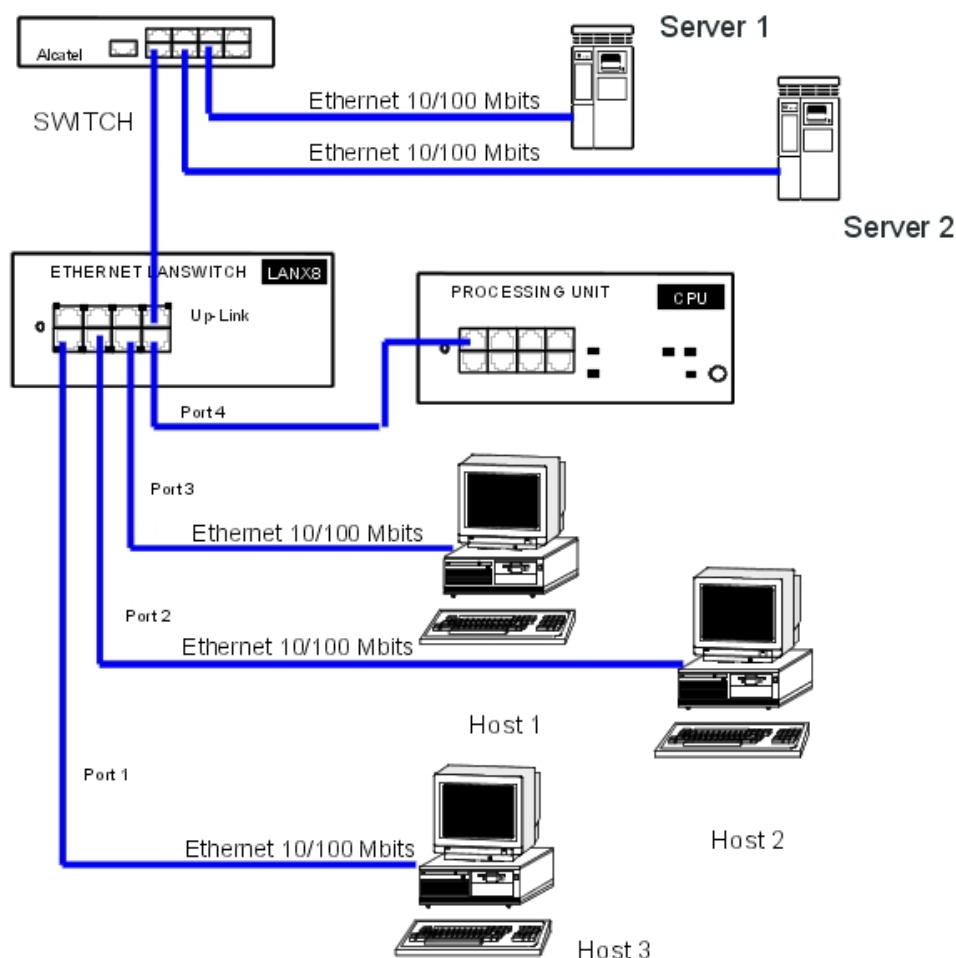 Server 1
Alcatel
Ethernet 10/100 Mbits
SWITCH
Ethernet 10/100 Mbits
Server 2
ETHERNET LANSWITCH
LANX8
PROCESSING UNIT
CPU
Up-Link
Port 4
Port 3
Ethernet 10/100 Mbits
Port 2
Ethernet 10/100 Mbits
Host 1
Port 1
Host 2
Ethernet 10/100 Mbits
Host 3